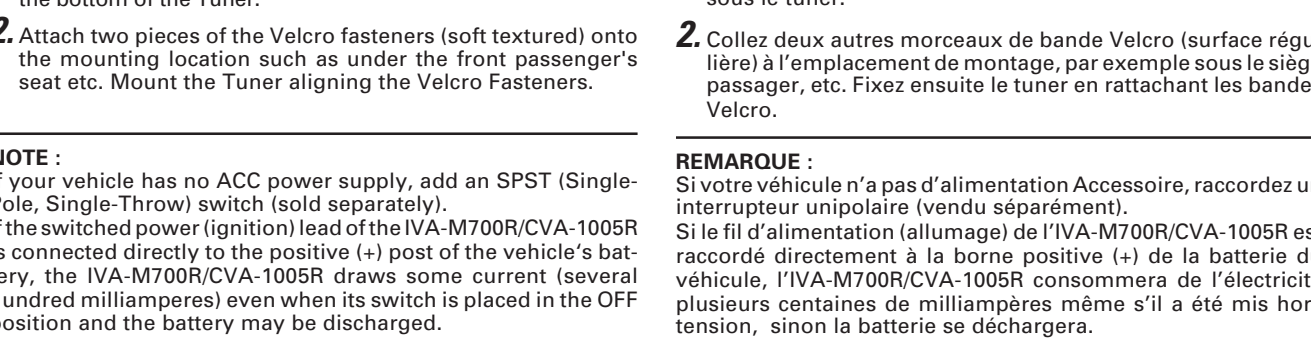 the bottom of the Tuner.
2. Attach two pieces of the Velcro fasteners (soft textured) onto
the mounting location such as under the front passenger's
seat etc. Mount the Tuner aligning the Velcro Fasteners.
NOTE :
f your vehicle has no ACC power supply, add an SPST (Single-
Pole, Single-Throw) switch (sold separately).
f the switched power (ignition) lead of the IVA-M700R/CVA-1005R
s connected directly to the positive (+) post of the vehicle‘s bat-
ery, the IVA-M700R/CVA-1005R draws some current (several
undred milliamperes) even when its switch is placed in the OFF
position and the battery may be discharged.
sous le tuner.
2. Collez deux autres morceaux de bande Velcro (surface régu
lière) à l’emplacement de montage, par exemple sous le sièg
passager, etc. Fixez ensuite le tuner en rattachant les bande
Velcro.
REMARQUE :
Si votre véhicule n’a pas d’alimentation Accessoire, raccordez u
interrupteur unipolaire (vendu séparément).
Si le fil d’alimentation (allumage) de l’IVA-M700R/CVA-1005R es
raccordé directement à la borne positive (+) de la batterie d
véhicule, l’IVA-M700R/CVA-1005R consommera de l’électricit
plusieurs centaines de milliampères même s’il a été mis hor
tension, sinon la batterie se déchargera.